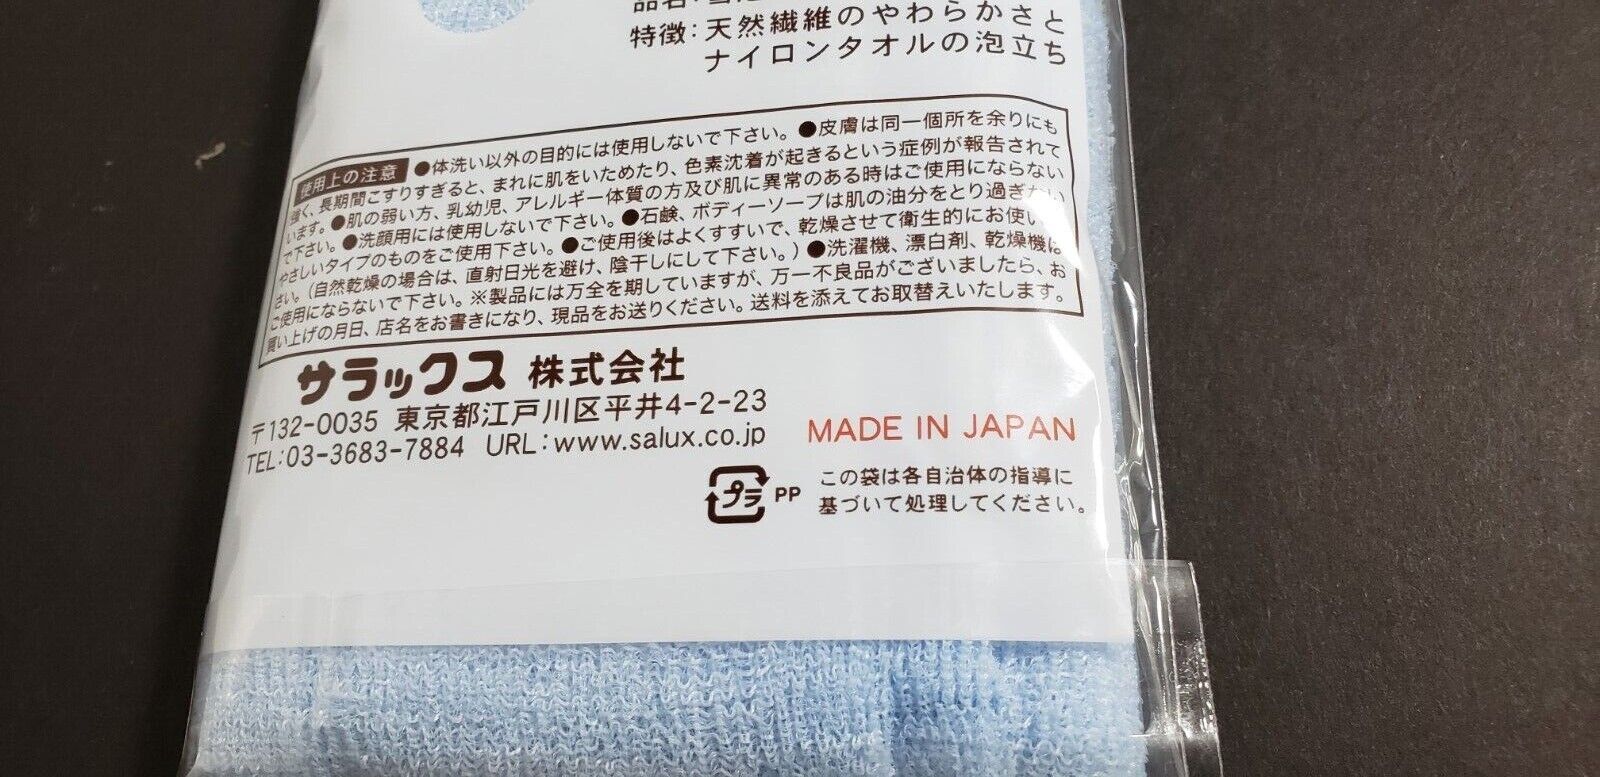 品名:
特徴:天然繊維のやわらかさと
ナイロンタオルの泡立ち
使用上の注意 ●体洗い以外の目的には使用しないで下さい。●皮膚は同一個所を余りにも
強く、長期間こすりすぎると、まれに肌をいためたり、色素沈着が起きるという症例が報告されて
います。●肌の弱い方、乳幼児、アレルギー体質の方及び肌に異常のある時はご使用にならない
で下さい。●洗顔用には使用しないで下さい。●石鹸、ボディーソープは肌の油分をとり過ぎない
やさしいタイプのものをご使用下さい。●ご使用後はよくすすいで、乾燥させて衛生的にお使い
さい。(自然乾燥の場合は、直射日光を避け、陰干しにして下さい。)●洗濯機、漂白剤、乾燥機は
ご使用にならないで下さい。※製品には万全を期していますが、万一不良品がございましたら、お
買い上げの月日、店名をお書きになり、現品をお送りください。送料を添えてお取替えいたします。
サラックス 株式会社
〒132-0035 東京都江戸川区平井4-2-23
TEL:03-3683-7884 URL:www.salux.co.jp
MADE IN JAPAN
プラ PP
この袋は各自治体の指導に
基づいて処理してください。